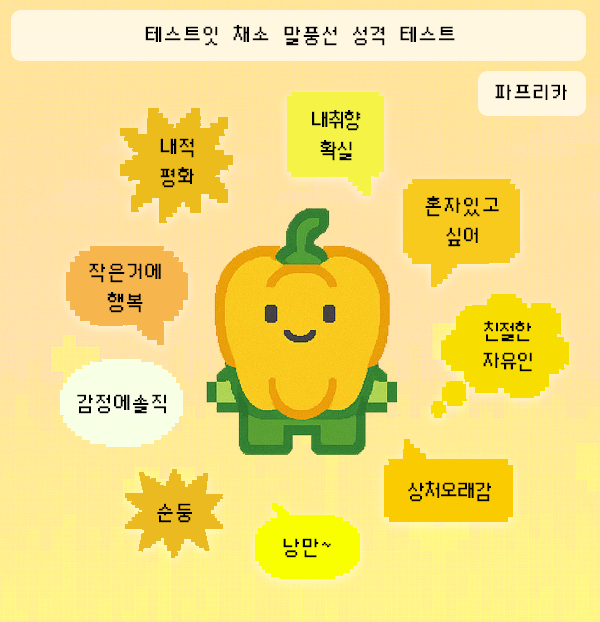 테스트잇 채소 말풍선 성격 테스트
파프리카
내취향
확실
내적
평화
혼자있고
싶어
작은거에
행복
친절한
자유인
감정에솔직
상처오래감
순둥
낭만~